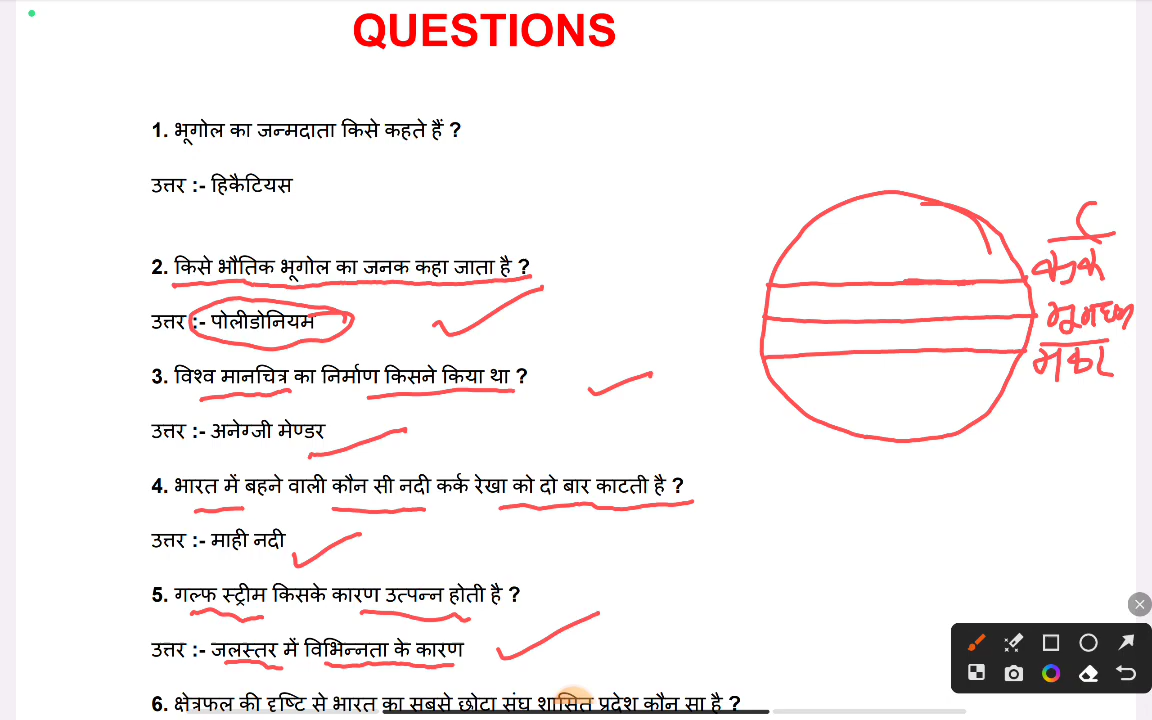 QUESTIONS
1. भूगोल का जन्मदाता किसे कहते हैं ?
उत्तर :- हिकैटियस
2. किसे भौतिक भूगोल का जनक कहा जाता है ?
उत्तर :- पोलीडोनियम
3. विश्व मानचित्र का निर्माण किसने किया था ?
उत्तर :- अनेग्जी मेण्डर
4. भारत में बहने वाली कौन सी नदी कर्क रेखा को दो बार काटती है ?
उत्तर :- माही नदी
5. गल्फ स्ट्रीम किसके कारण उत्पन्न होती है ?
उत्तर :- जलस्तर में विभिन्नता के कारण
6. क्षेत्रफल की दृष्टि से भारत का सबसे छोटा संघ शासित प्रदेश कौन सा है ?
कर्क
मकर